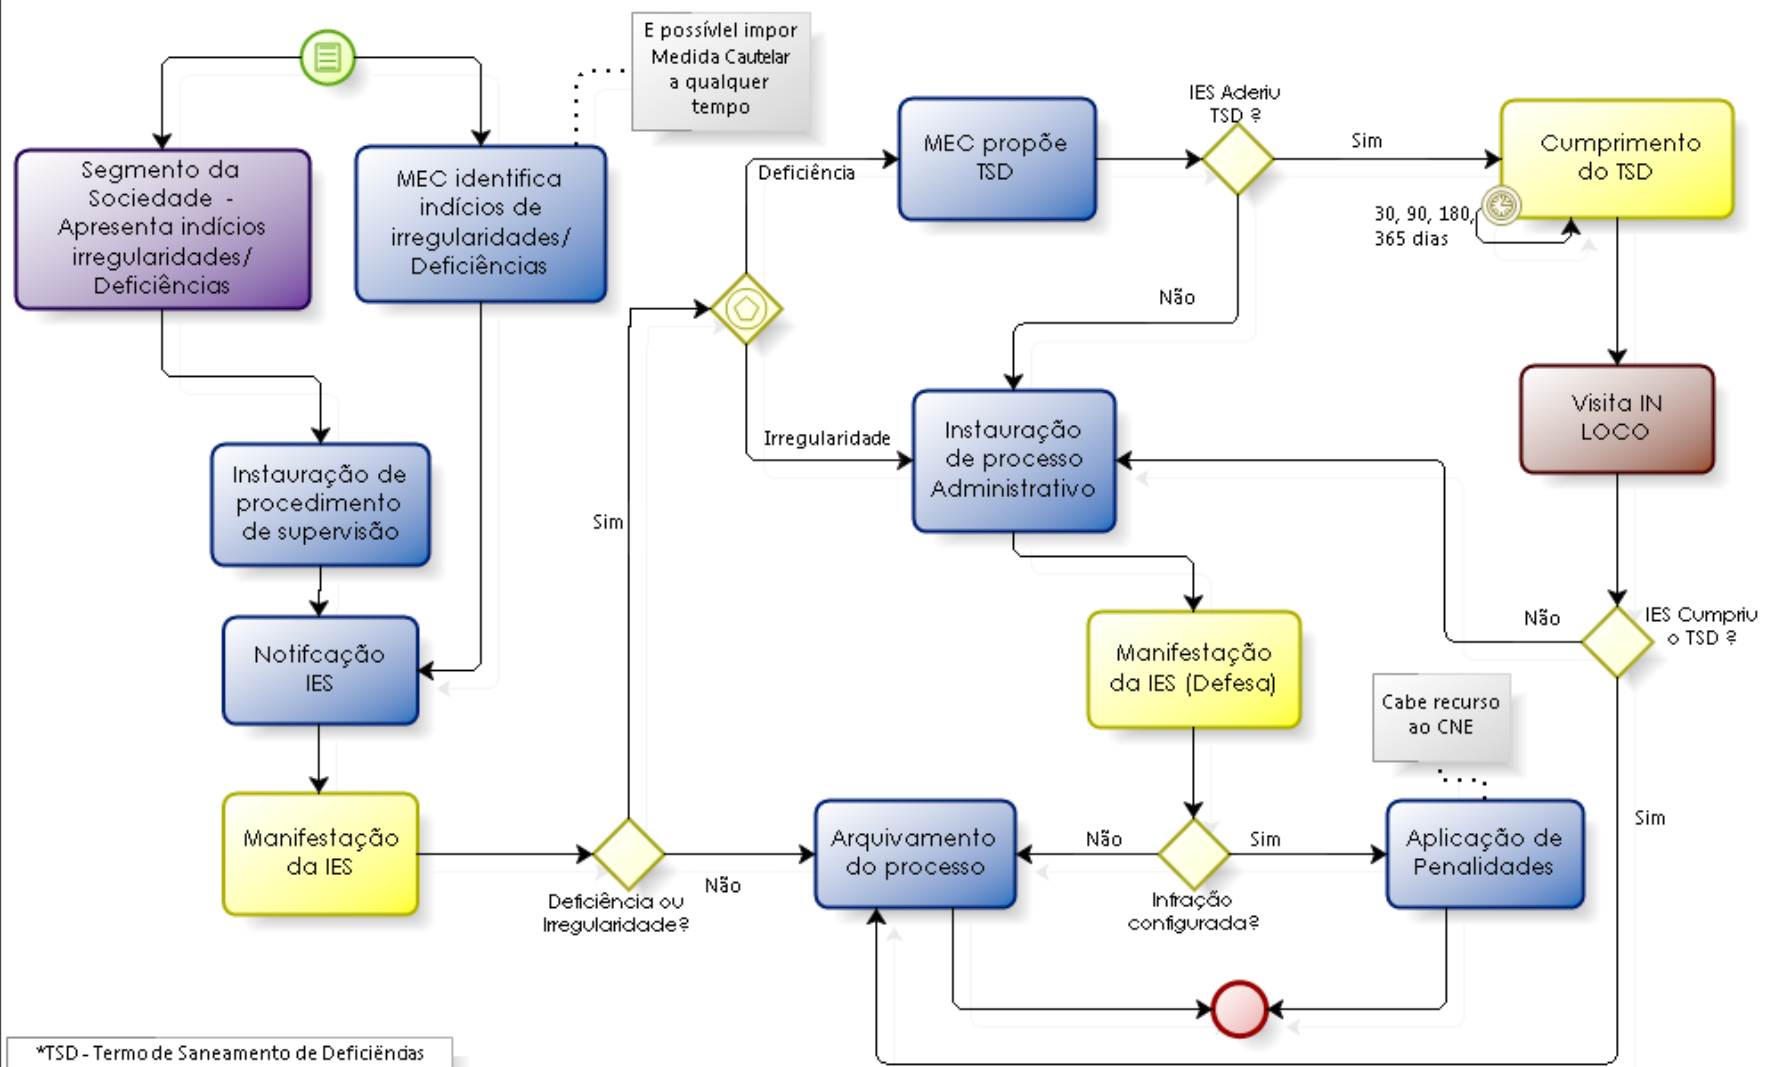 E possívlel impor
Medida Cautelar
a qualquer
tempo
Segmento da
Sociedade -
Apresenta indícios
irregularidades/
Deficiências
MEC identifica
indícios de
irregularidades/
Deficiências
Deficiência
MEC propõe
TSD
IES Aderiu
TSD ?
Sim
Cumprimento
do TSD
30, 90, 180,
365 dias
Não
Visita IN
LOCO
Irregularidade
Instauração
de processo
Administrativo
Instauração de
procedimento
de supervisão
Sim
Notifcação
IES
Não
IES Cumpriu
o TSD ?
Manifestação
da IES (Defesa)
Cabe recurso
ao CNE
Manifestação
da IES
Deficiência ou
Irregularidade?
Não
Arquivamento
do processo
Não
Infração
configurada?
Sim
Aplicação de
Penalidades
Sim
*TSD - Termo de Saneamento de Deficiências